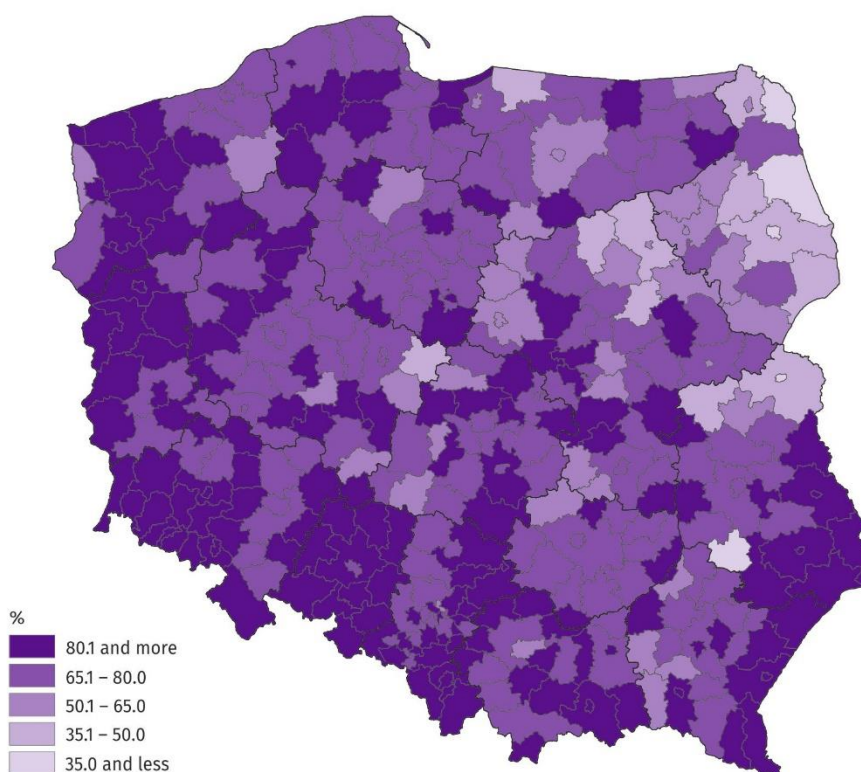 %
80.1 and more
65.1 – 80.0
50.1 – 65.0
35.1 – 50.0
35.0 and less